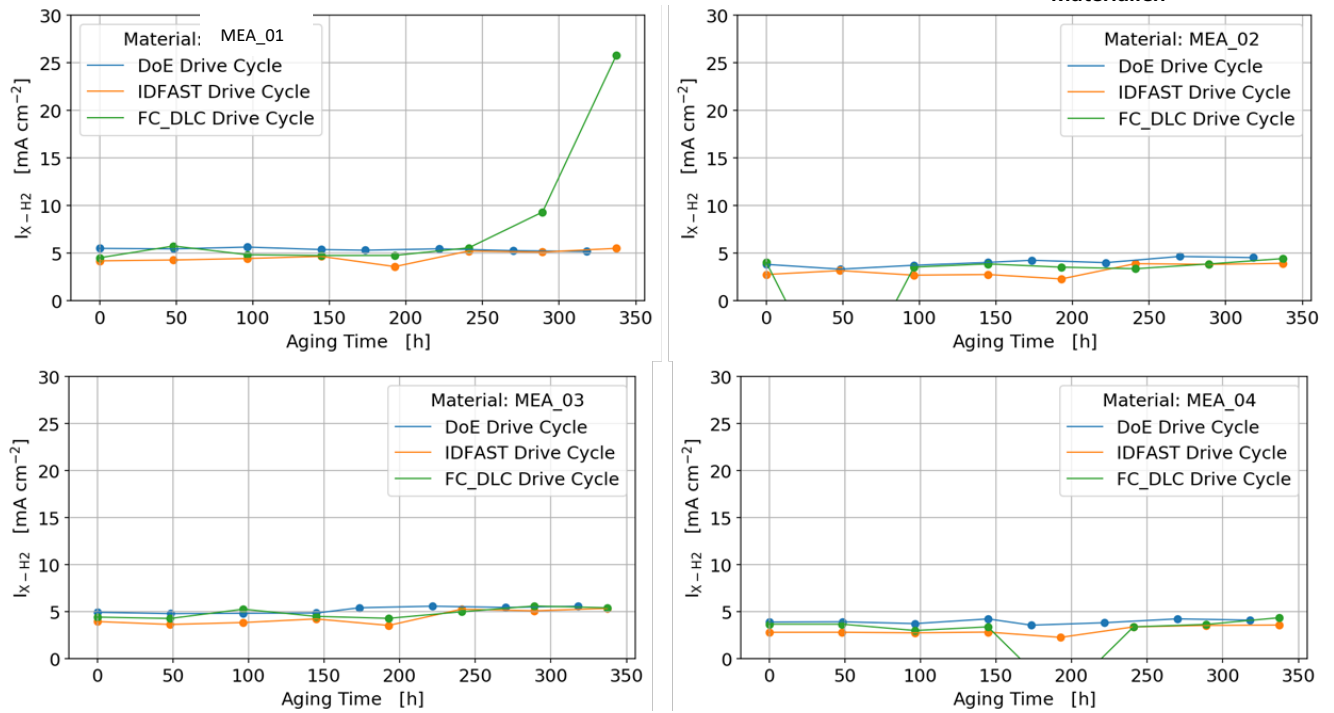 Material: MEA_01
DoE Drive Cycle
IDFAST Drive Cycle
FC_DLC Drive Cycle
I_X−H2 [mA cm⁻²]
30
25
20
15
10
5
0
0 50 100 150 200 250 300 350
Aging Time [h]
Material: MEA_02
DoE Drive Cycle
IDFAST Drive Cycle
FC_DLC Drive Cycle
I_X−H2 [mA cm⁻²]
30
25
20
15
10
5
0
0 50 100 150 200 250 300 350
Aging Time [h]
Material: MEA_03
DoE Drive Cycle
IDFAST Drive Cycle
FC_DLC Drive Cycle
I_X−H2 [mA cm⁻²]
30
25
20
15
10
5
0
0 50 100 150 200 250 300 350
Aging Time [h]
Material: MEA_04
DoE Drive Cycle
IDFAST Drive Cycle
FC_DLC Drive Cycle
I_X−H2 [mA cm⁻²]
30
25
20
15
10
5
0
0 50 100 150 200 250 300 350
Aging Time [h]